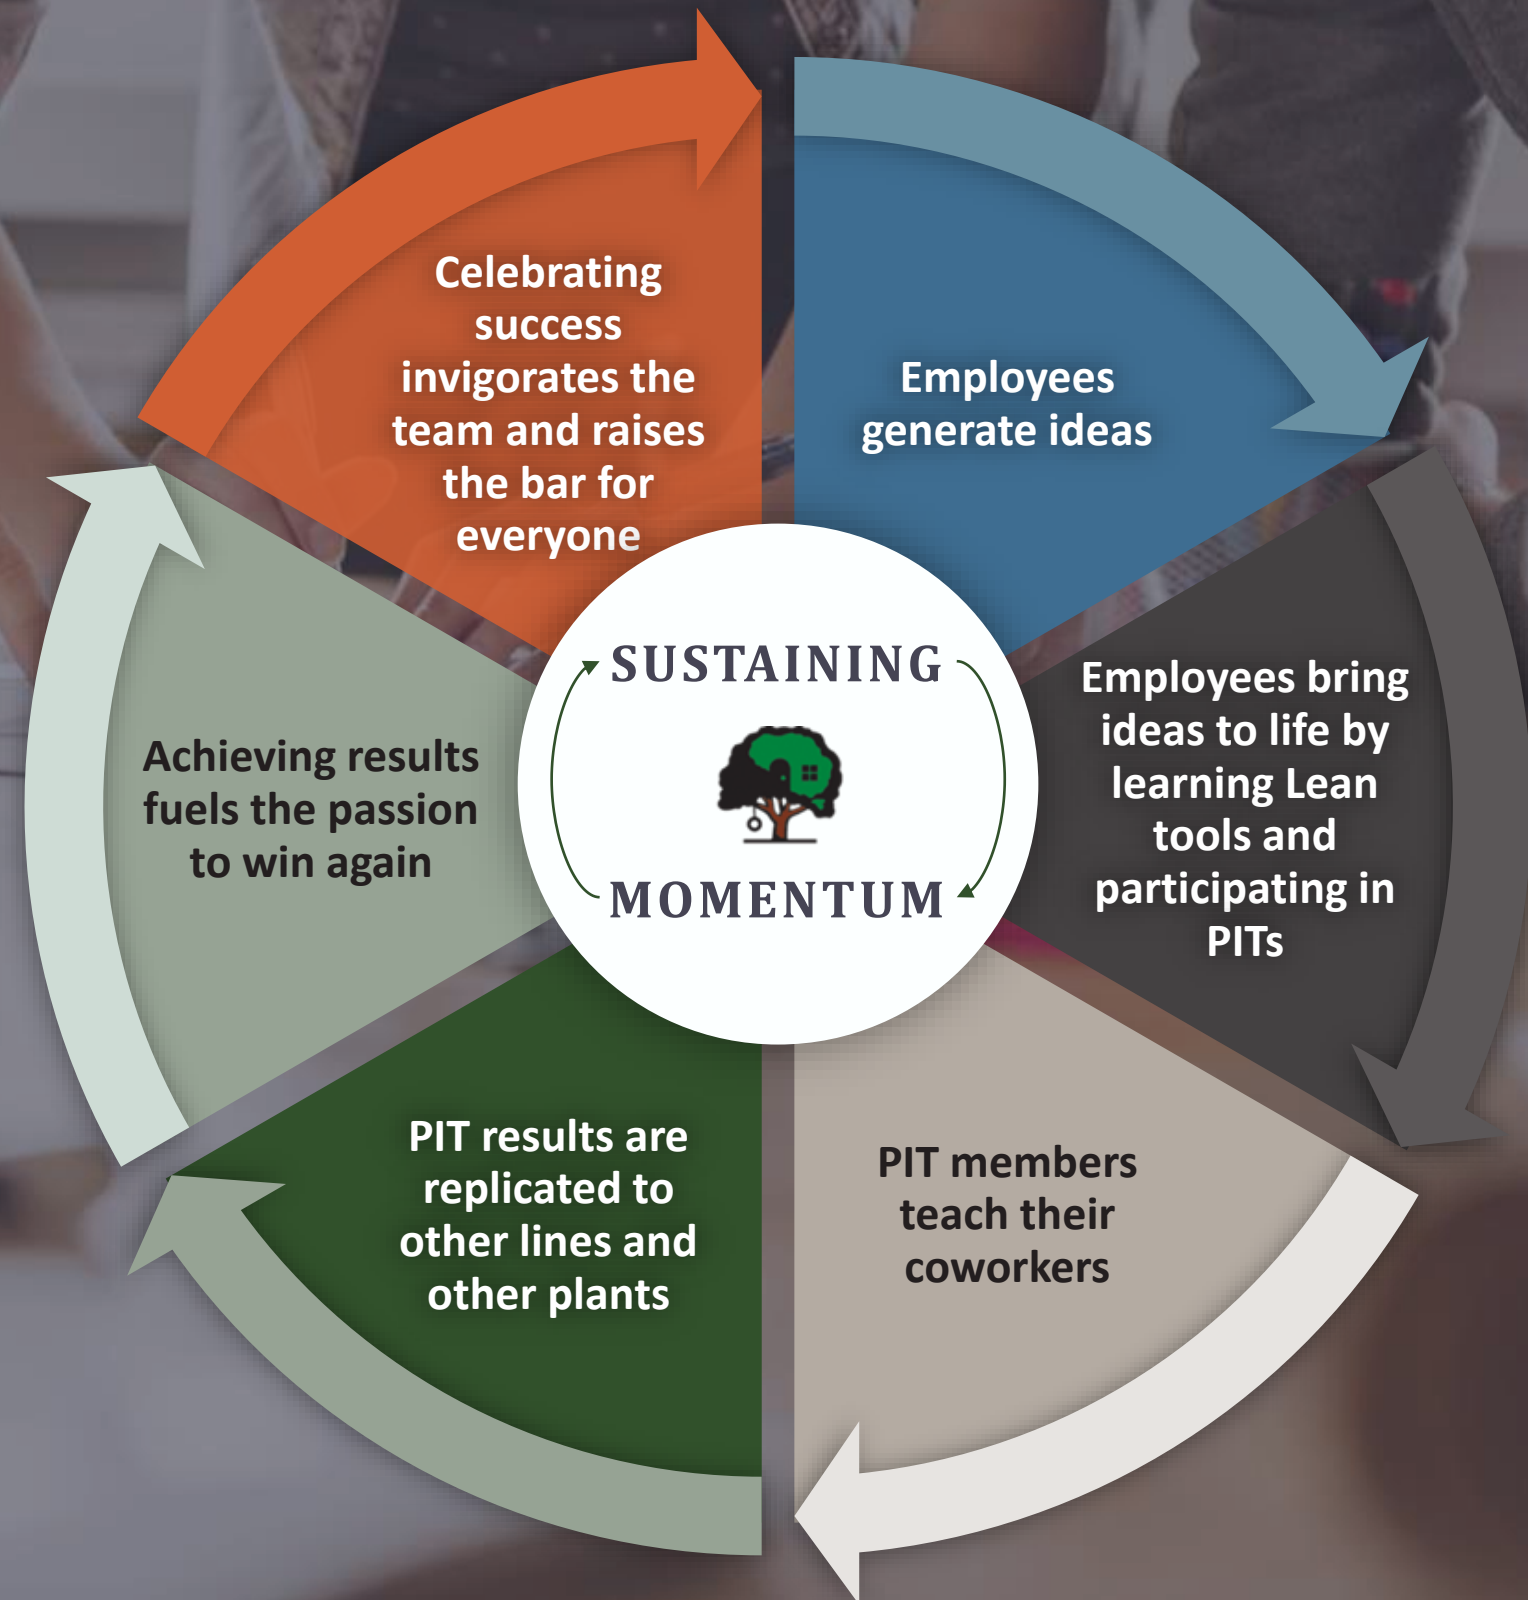 Celebrating
success
invigorates the
team and raises
the bar for
everyone
Employees
generate ideas
Employees bring
ideas to life by
learning Lean
tools and
participating in
PITs
PIT members
teach their
coworkers
PIT results are
replicated to
other lines and
other plants
Achieving results
fuels the passion
to win again
SUSTAINING
MOMENTUM